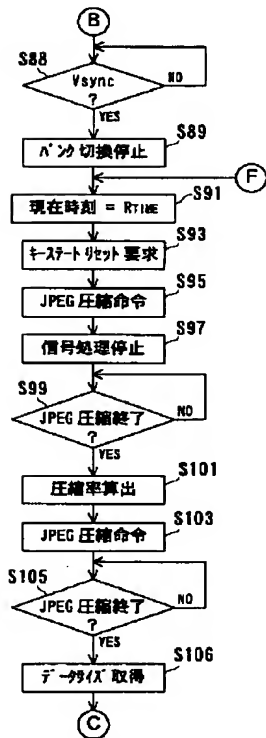 B
S88
Vsync
?
NO
YES
S89
バンク切換停止
F
S91
現在時刻 = RTIME
S93
キーステートリセット要求
S95
JPEG 圧縮命令
S97
信号処理停止
S99
JPEG 圧縮終了
?
NO
YES
S101
圧縮率算出
S103
JPEG 圧縮命令
S105
JPEG 圧縮終了
?
NO
YES
S106
データサイズ取得
C